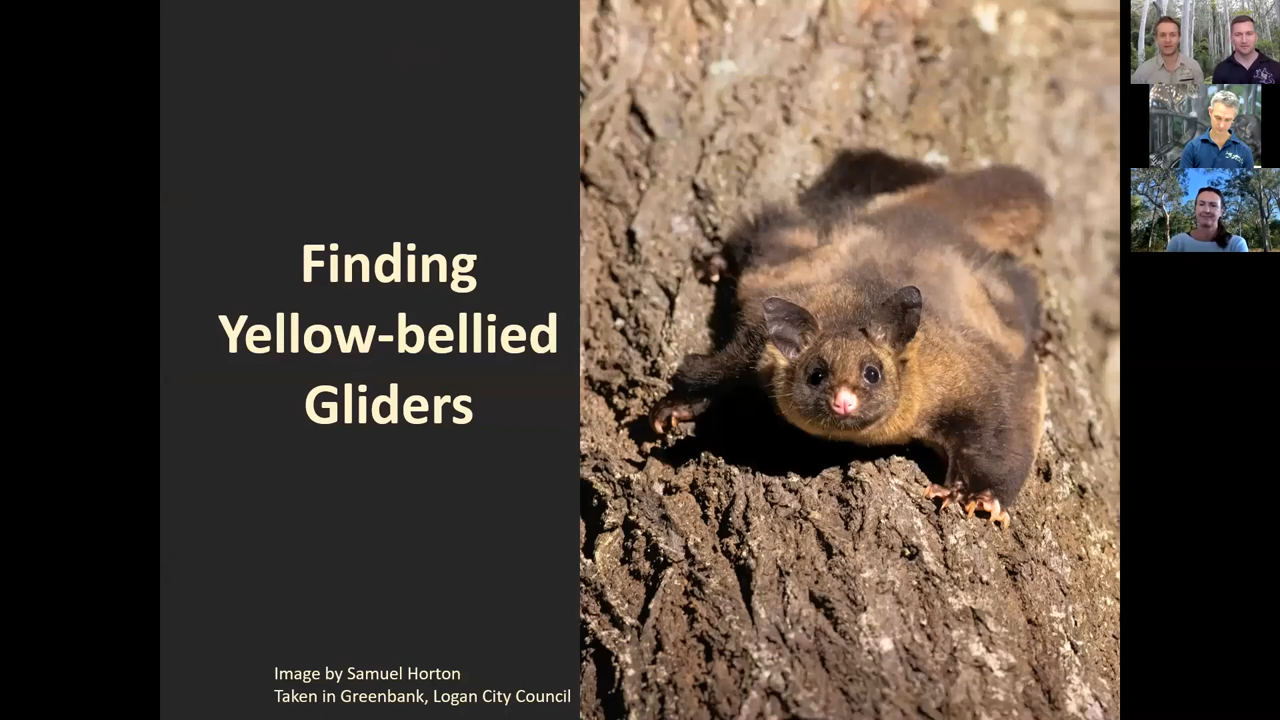 Finding
Yellow-bellied
Gliders
Image by Samuel Horton
Taken in Greenbank, Logan City Council